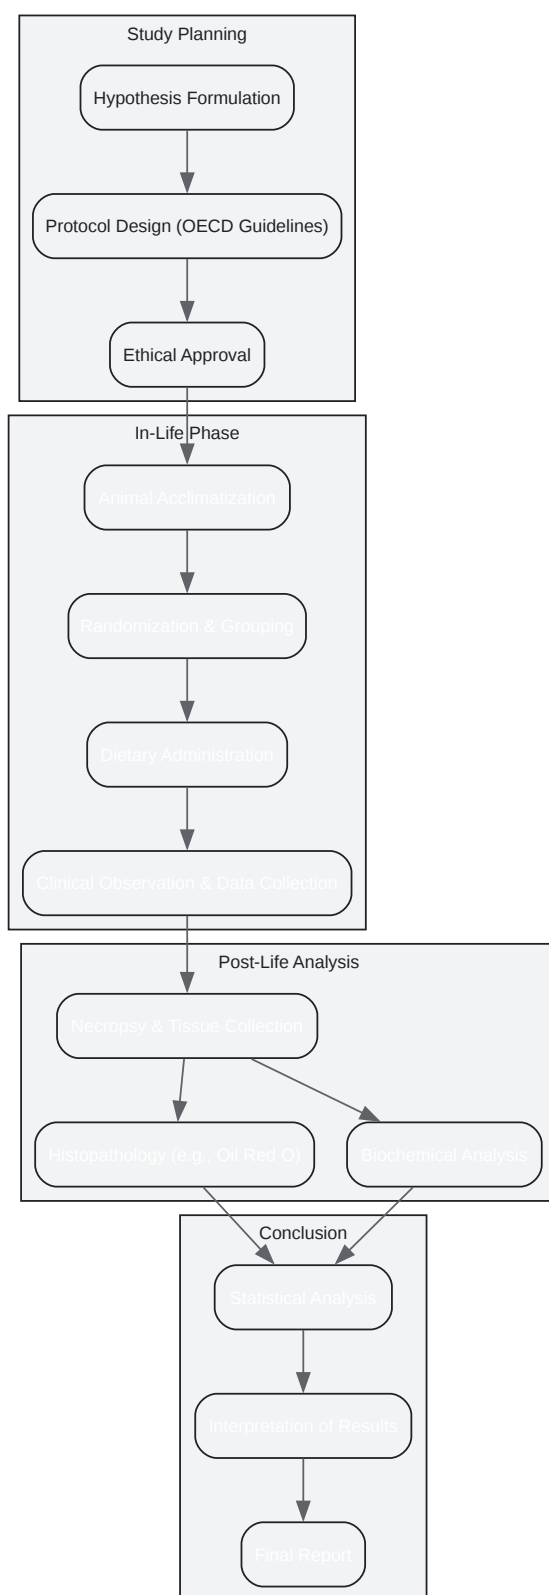 Study Planning
Hypothesis Formulation
Protocol Design (OECD Guidelines)
Ethical Approval
In-Life Phase
Animal Acclimatization
Randomization & Grouping
Dietary Administration
Clinical Observation & Data Collection
Post-Life Analysis
Necropsy & Tissue Collection
Histopathology (e.g., Oil Red O)
Biochemical Analysis
Conclusion
Statistical Analysis
Interpretation of Results
Final Report